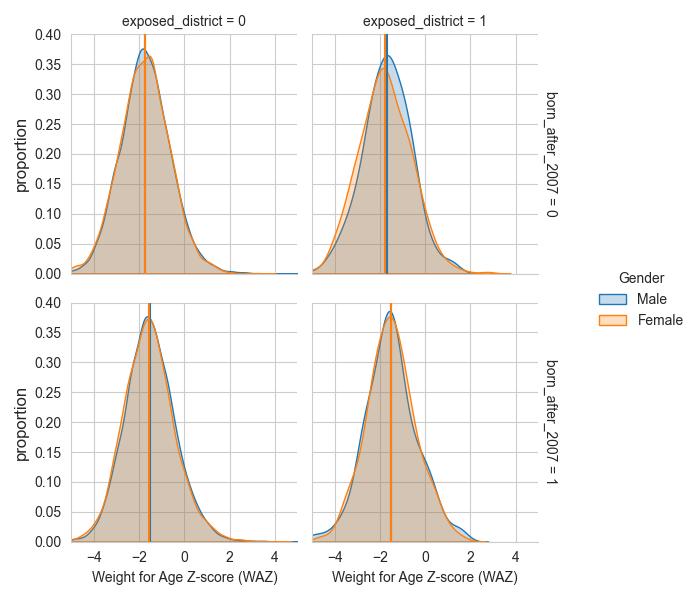 exposed_district = 0
exposed_district = 1
0.40
0.35
0.30
0.25
0.20
0.15
0.10
0.05
0.00
proportion
born_after_2007 = 0
Gender
Male
Female
0.40
0.35
0.30
0.25
0.20
0.15
0.10
0.05
0.00
proportion
born_after_2007 = 1
−4 −2 0 2 4
−4 −2 0 2 4
Weight for Age Z-score (WAZ)
Weight for Age Z-score (WAZ)